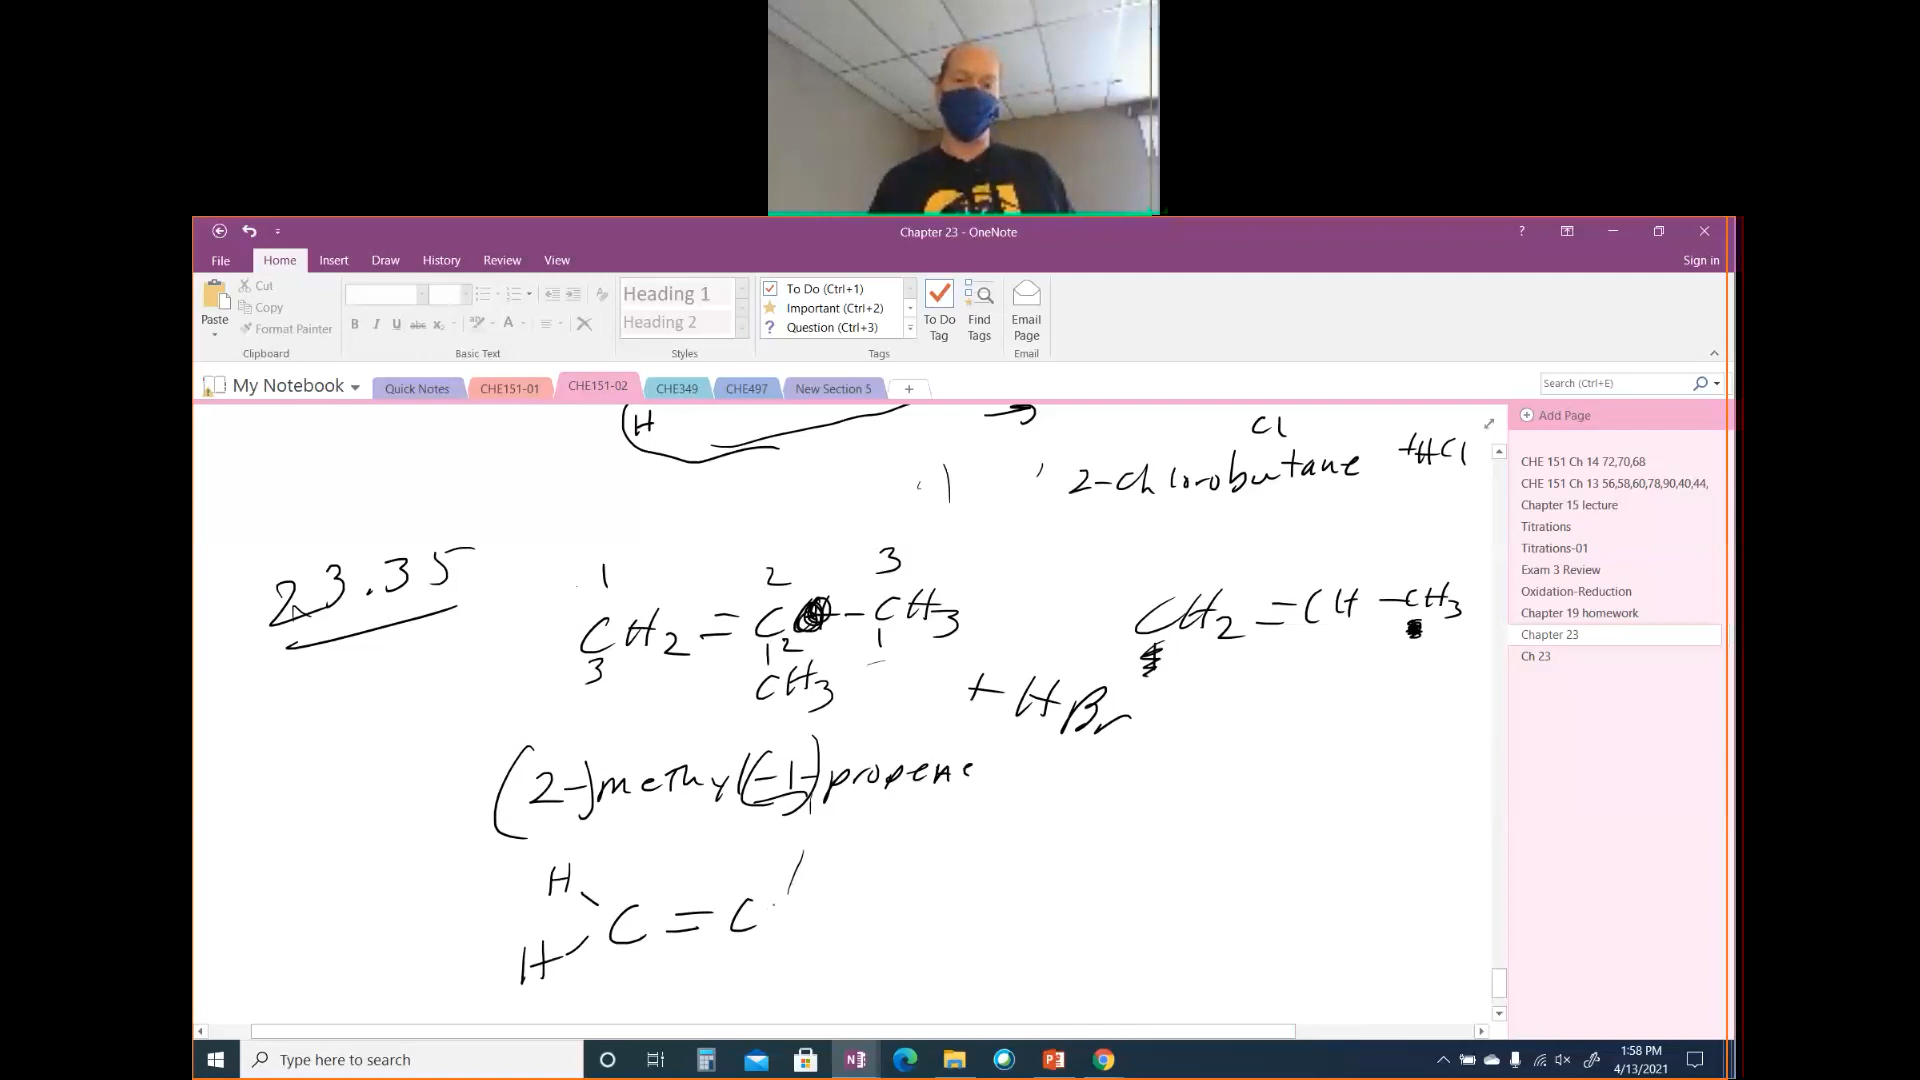 Chapter 23 - OneNote
?
File Home Insert Draw History Review View
Sign in
Paste
Cut
Copy
Format Painter
Clipboard
B I U abc x₂ A
Basic Text
Heading 1
Heading 2
Styles
To Do (Ctrl+1)
Important (Ctrl+2)
? Question (Ctrl+3)
Tags
To Do Tag
Find Tags
Email Page
Email
My Notebook Quick Notes CHE151-01 CHE151-02 CHE349 CHE497 New Section 5 +
Search (Ctrl+E)
Add Page
CHE 151 Ch 14 72,70,68
CHE 151 Ch 13 56,58,60,78,90,40,44,
Chapter 15 lecture
Titrations
Titrations-01
Exam 3 Review
Oxidation-Reduction
Chapter 19 homework
Chapter 23
Ch 23
H
Cl
2-chlorobutane +HCl
23.35
1 2 3
CH2=C-CH3
3 2 1
CH3
CH2=CH-CH3
+ HBr
(2-)methyl(-1-)propene
H
C=C
H
Type here to search
1:58 PM
4/13/2021